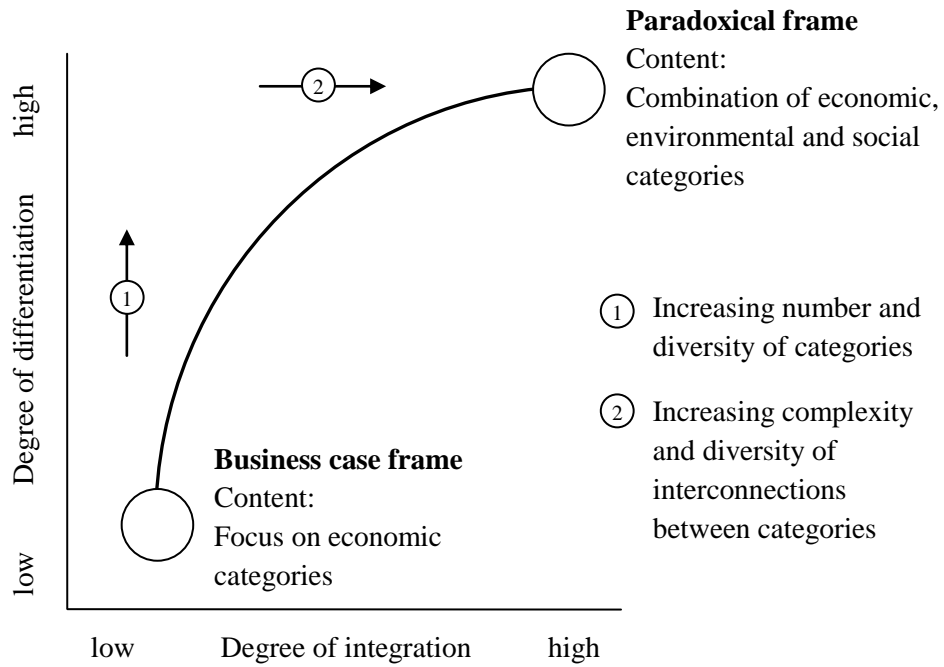 Paradoxical frame
Content:
Combination of economic,
environmental and social
categories
high
2
Degree of differentiation
1
1 Increasing number and
diversity of categories
2 Increasing complexity
and diversity of
interconnections
between categories
Business case frame
Content:
Focus on economic
categories
low
low Degree of integration high